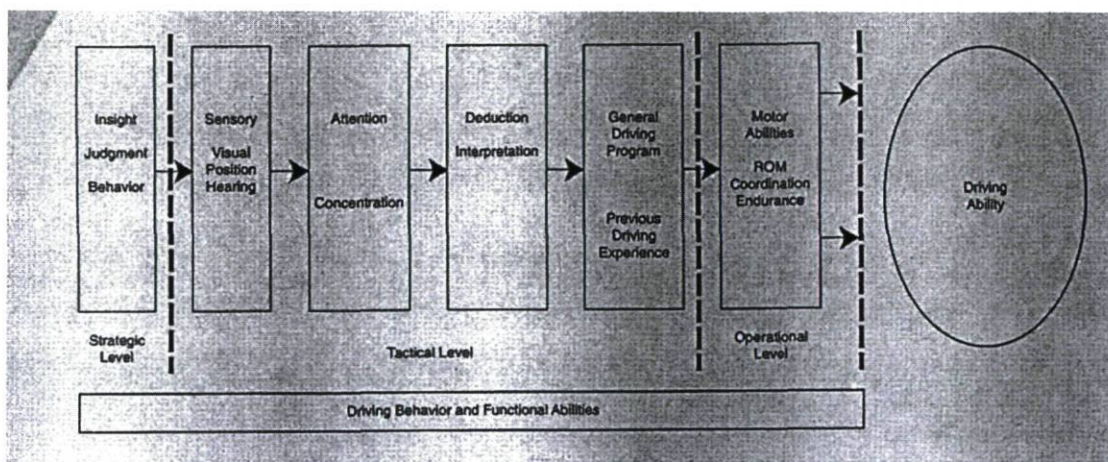 Insight
Judgment
Behavior
Sensory
Visual
Position
Hearing
Attention
Concentration
Deduction
Interpretation
General
Driving
Program
Previous
Driving
Experience
Motor
Abilities
ROM
Coordination
Endurance
Driving
Ability
Strategic
Level
Tactical Level
Operational
Level
Driving Behavior and Functional Abilities